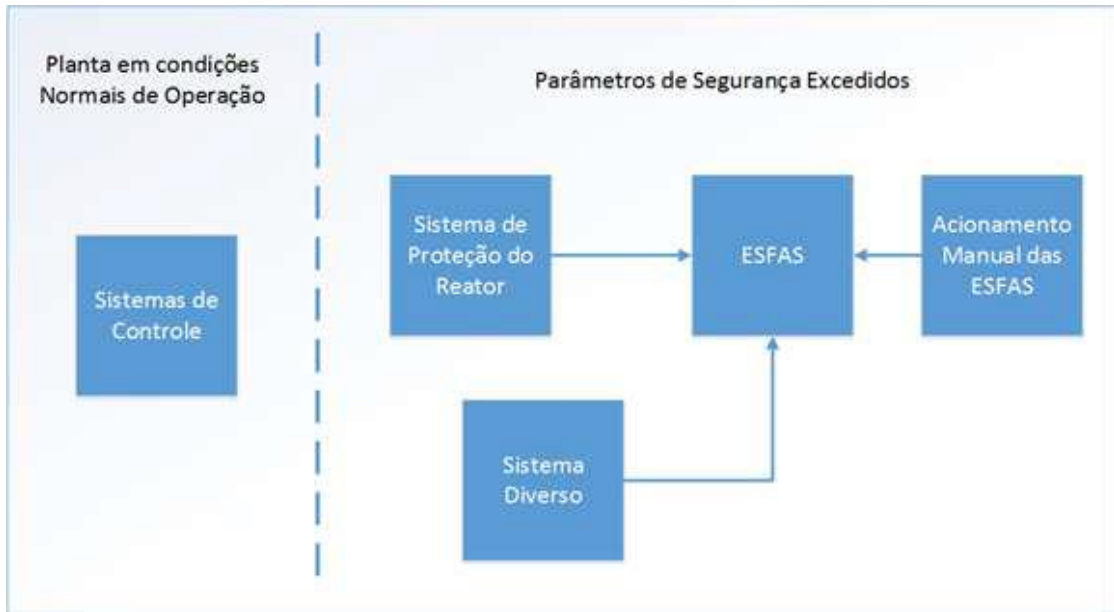 Planta em condições
Normais de Operação
Parâmetros de Segurança Excedidos
Sistemas de
Controle
Sistema de
Proteção do
Reator
ESFAS
Acionamento
Manual das
ESFAS
Sistema
Diverso